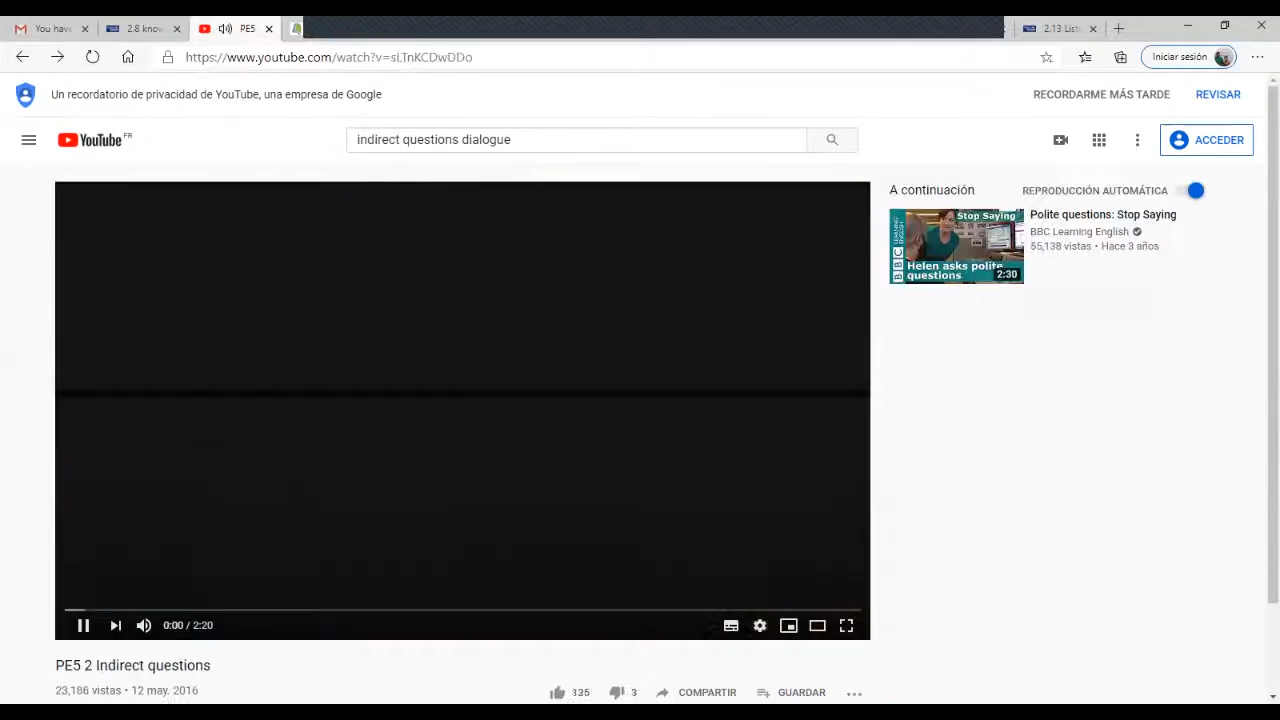 You have
2.8 know
PE5
2.13 List
https://www.youtube.com/watch?v=sLTnKCDwDDo
Iniciar sesión
Un recordatorio de privacidad de YouTube, una empresa de Google
RECORDARME MÁS TARDE
REVISAR
YouTube FR
indirect questions dialogue
ACCEDER
A continuación
REPRODUCCIÓN AUTOMÁTICA
Stop Saying
BBC
LEARNING ENGLISH
Helen asks polite
questions
2:30
Polite questions: Stop Saying
BBC Learning English
55,138 vistas • Hace 3 años
0:00 / 2:20
PE5 2 Indirect questions
23,186 vistas • 12 may. 2016
3
COMPARTIR
GUARDAR